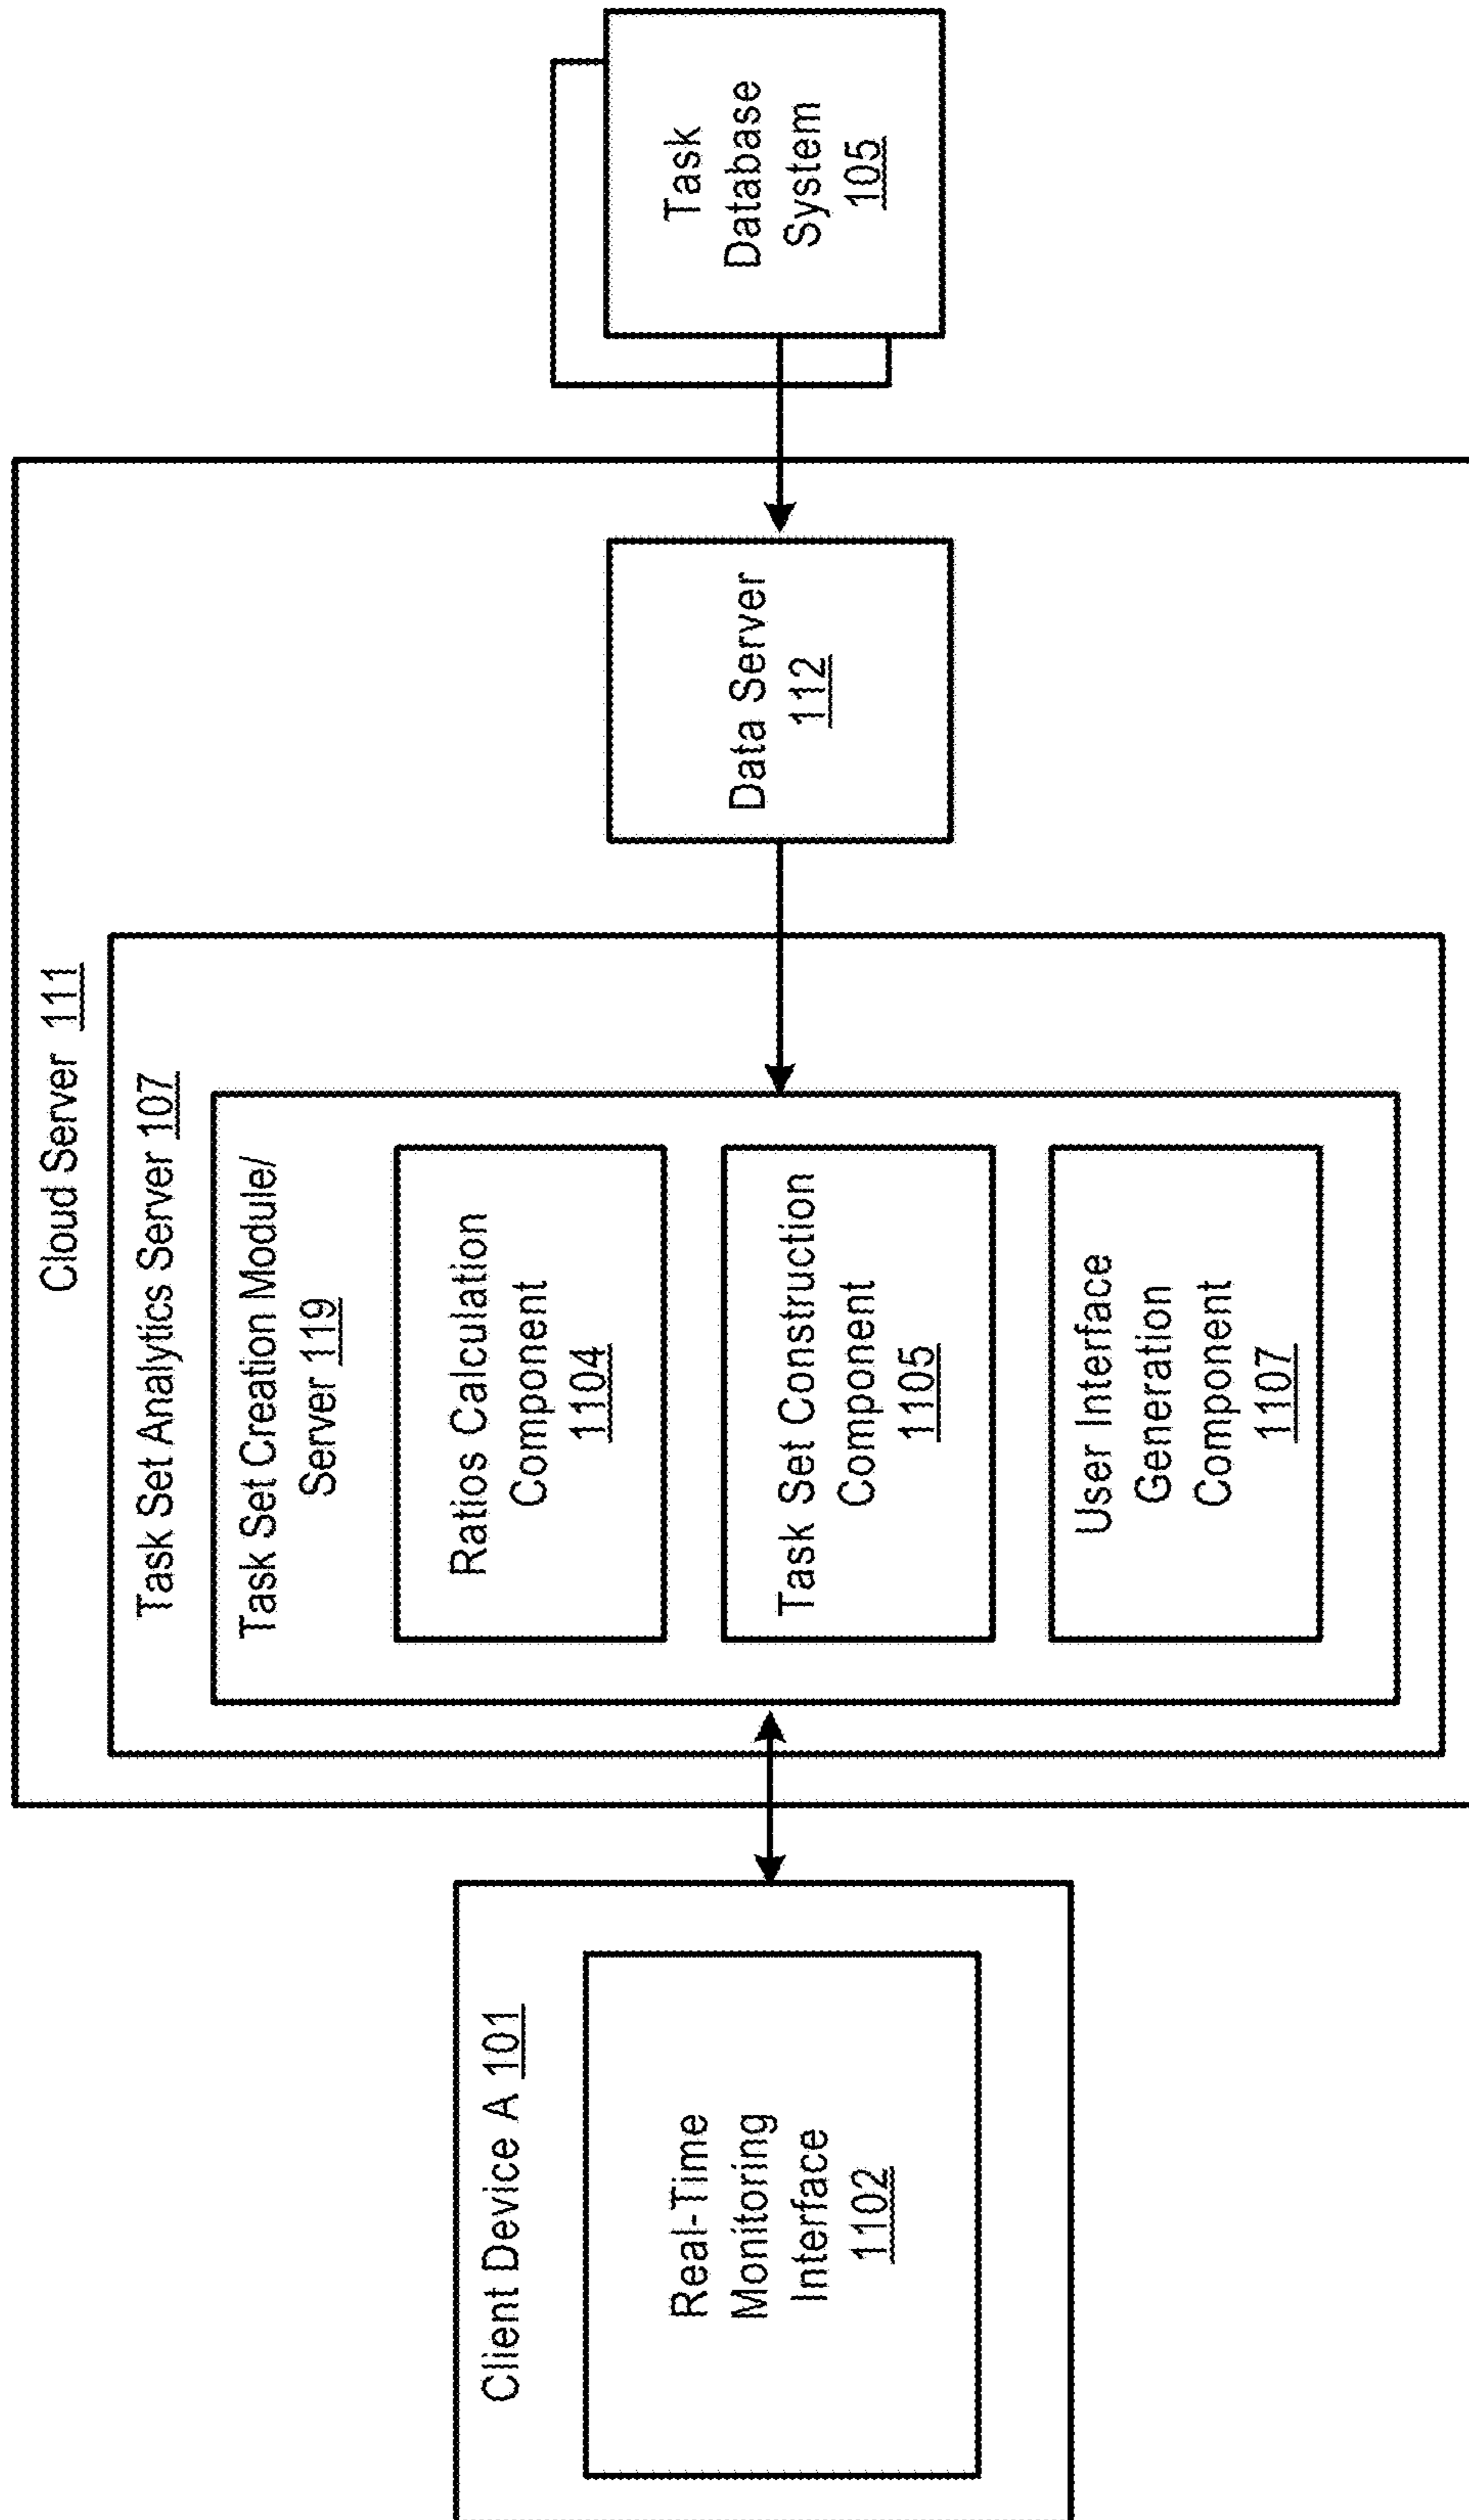 Client Device A 101
Real-Time
Monitoring
Interface
1102
Cloud Server 111
Task Set Analytics Server 107
Task Set Creation Module/
Server 119
Ratios Calculation
Component
1104
Task Set Construction
Component
1105
User Interface
Generation
Component
1107
Data Server
112
Task
Database
System
105